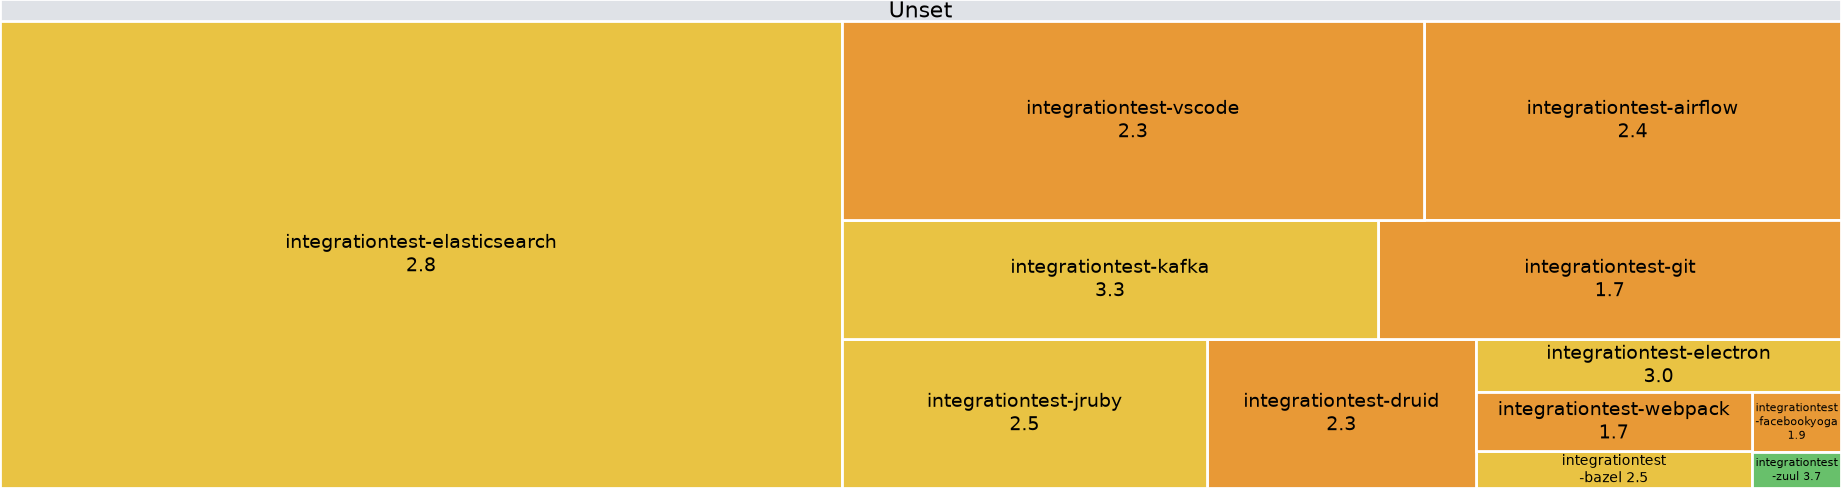 Unset
integrationtest-elasticsearch
2.8
integrationtest-vscode
2.3
integrationtest-airflow
2.4
integrationtest-kafka
3.3
integrationtest-git
1.7
integrationtest-jruby
2.5
integrationtest-druid
2.3
integrationtest-electron
3.0
integrationtest-webpack
1.7
integrationtest
-facebookyoga
1.9
integrationtest
-bazel 2.5
integrationtest
-zuul 3.7